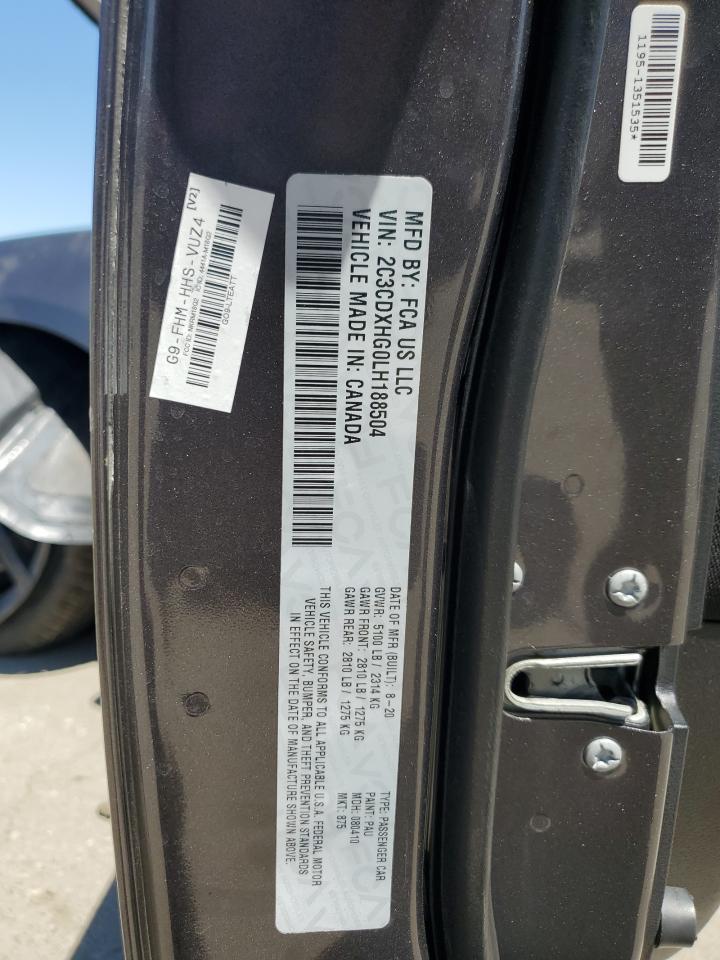 MFD BY: FCA US LLC
VIN: 2C3CDXHG0LH188504
VEHICLE MADE IN: CANADA
DATE OF MFR (BUILT): 8-20
GVWR: 5100 LB / 2314 KG
GAWR FRONT: 2810 LB / 1275 KG
GAWR REAR: 2810 LB / 1275 KG
TYPE: PASSENGER CAR
PAINT: PAU
MDH: 080410
MKT: 875
THIS VEHICLE CONFORMS TO ALL APPLICABLE U.S.A. FEDERAL MOTOR
VEHICLE SAFETY, BUMPER, AND THEFT PREVENTION STANDARDS
IN EFFECT ON THE DATE OF MANUFACTURE SHOWN ABOVE.
G9-FHM-HHS-VUZ4 [V2]
1195-1351535*